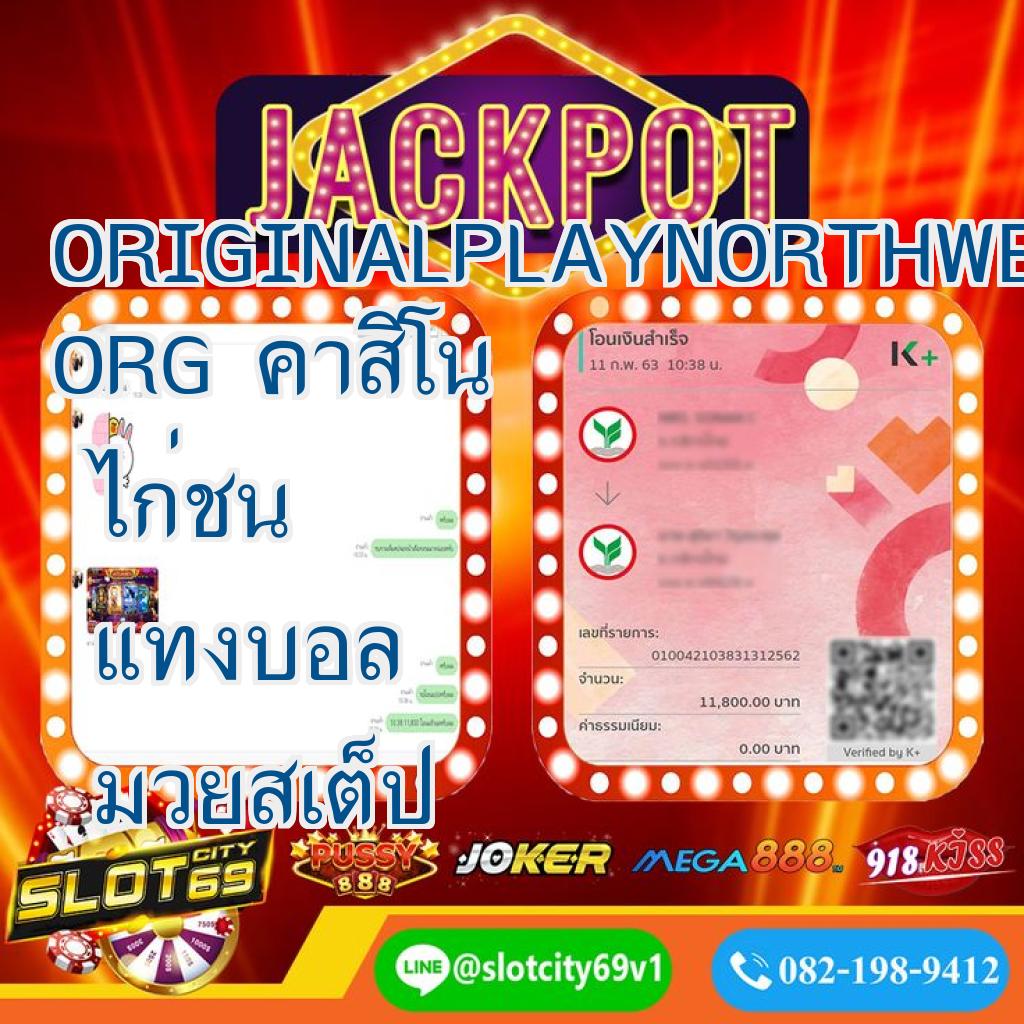 JACKPOT
ORIGINALPLAYNORTHWE
ORG คาสิโน
ไก่ชน
แทงบอล
มวยสเต็ป
โอนเงินสำเร็จ
11 ก.พ. 63 10:38 น.
K+
เลขที่รายการ:
010042103831312562
จำนวน:
11,800.00 บาท
ค่าธรรมเนียม:
0.00 บาท
Verified by K+
SLOT CITY 69
PUSSY 888
JOKER
MEGA888
918KISS
LINE @slotcity69v1
082-198-9412